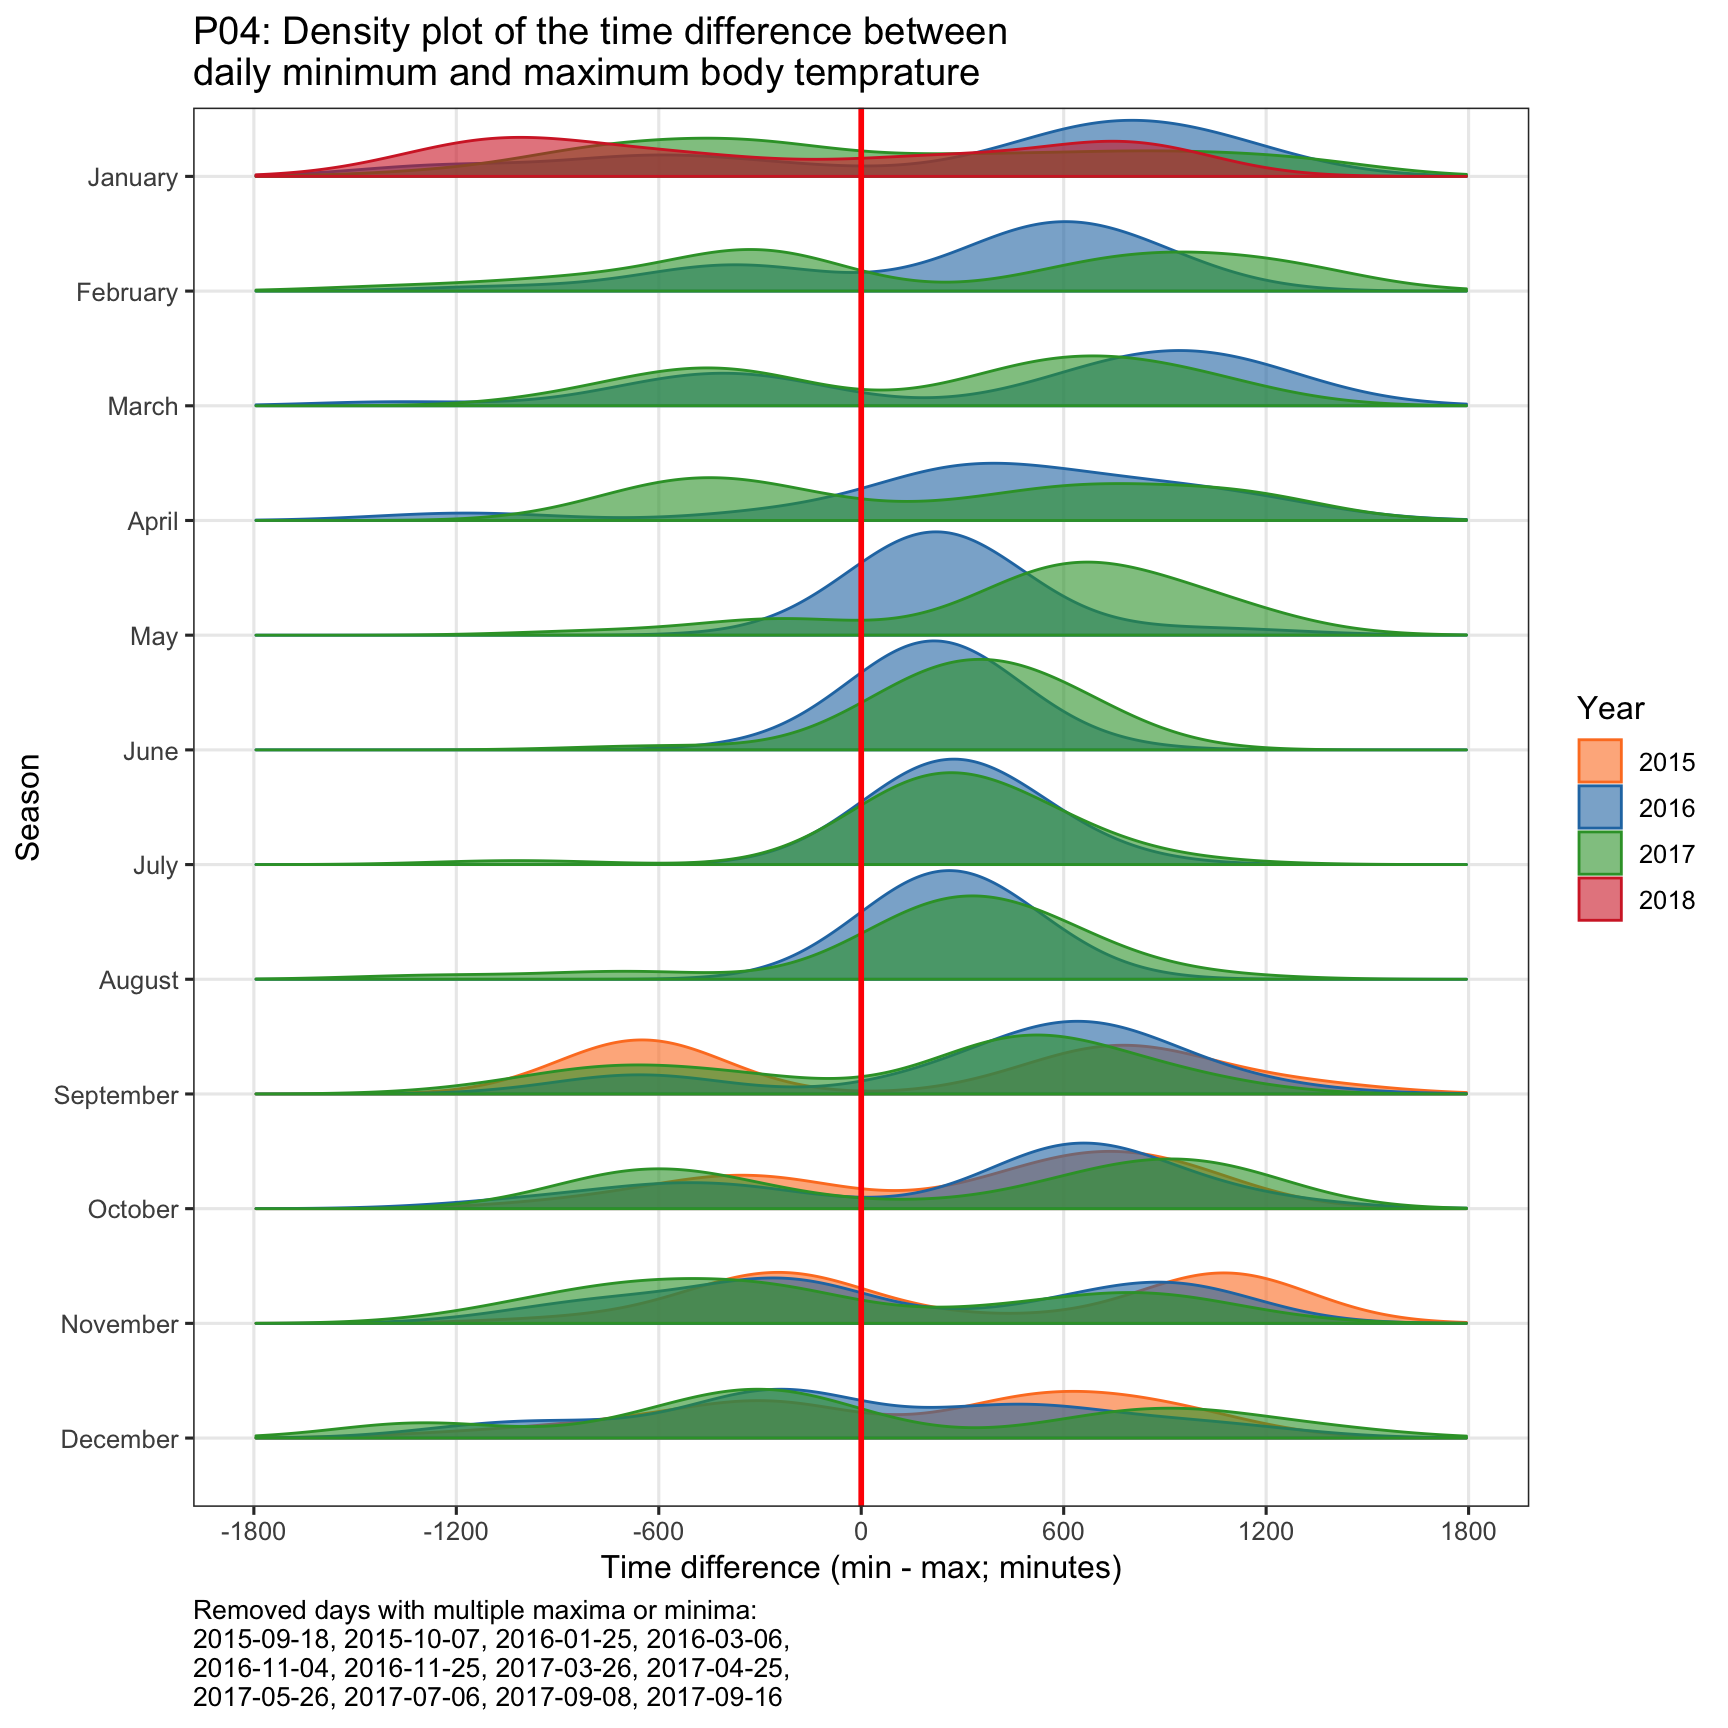 P04: Density plot of the time difference between
daily minimum and maximum body temprature
January
February
March
April
May
June
July
August
September
October
November
December
Season
-1800 -1200 -600 0 600 1200 1800
Time difference (min - max; minutes)
Year
2015
2016
2017
2018
Removed days with multiple maxima or minima:
2015-09-18, 2015-10-07, 2016-01-25, 2016-03-06,
2016-11-04, 2016-11-25, 2017-03-26, 2017-04-25,
2017-05-26, 2017-07-06, 2017-09-08, 2017-09-16